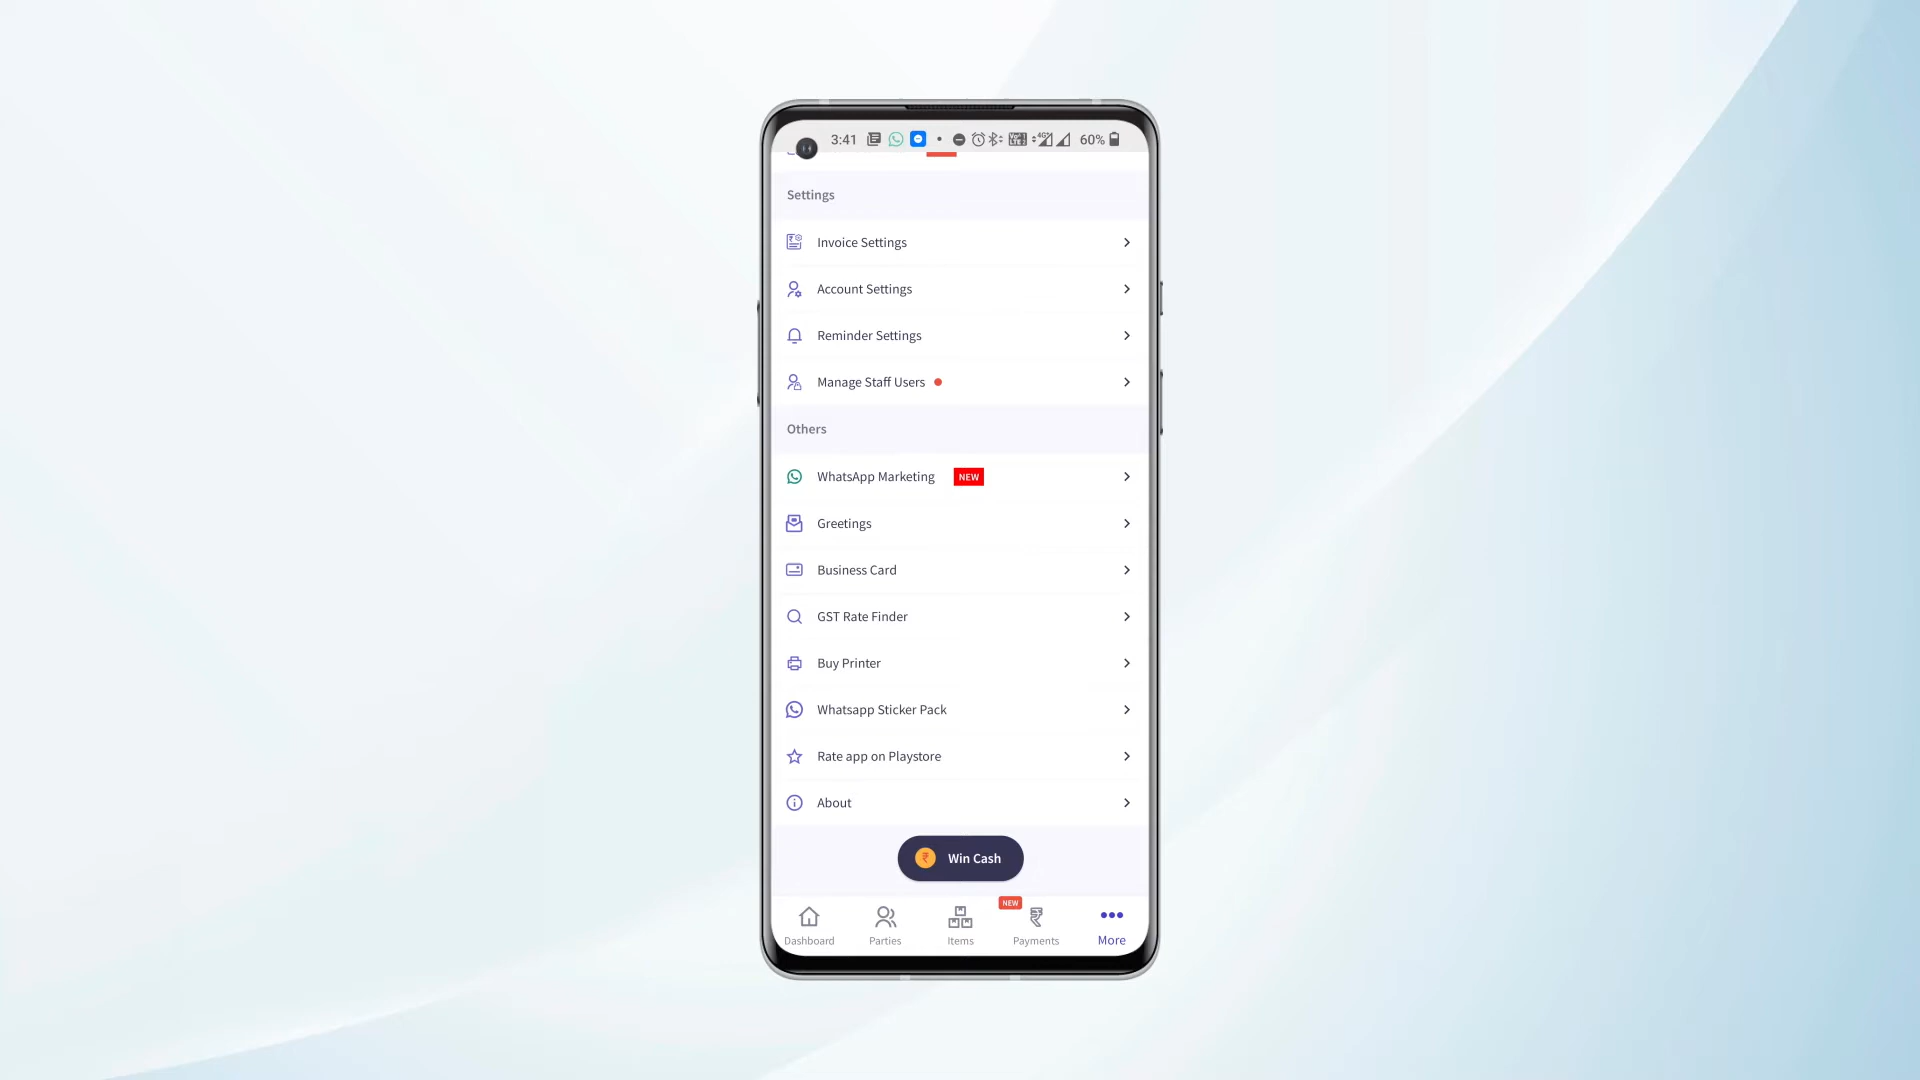 3:41 60%
Settings
Invoice Settings
Account Settings
Reminder Settings
Manage Staff Users
Others
WhatsApp Marketing NEW
Greetings
Business Card
GST Rate Finder
Buy Printer
Whatsapp Sticker Pack
Rate app on Playstore
About
₹ Win Cash
NEW
Dashboard Parties Items Payments More